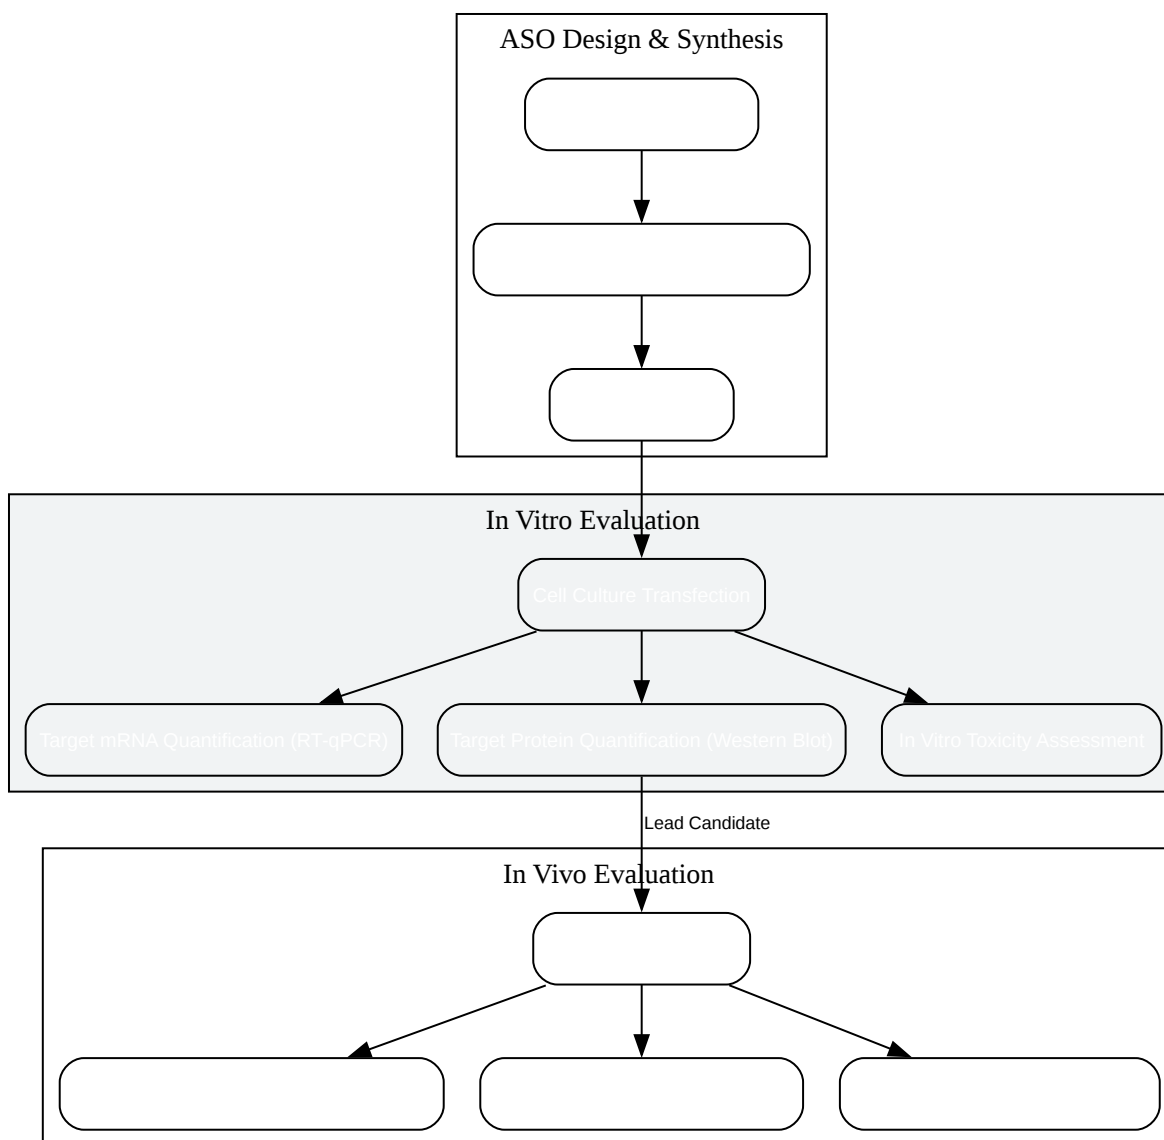 ASO Design & Synthesis
In Vitro Evaluation
Cell Culture Transfection
Target mRNA Quantification (RT-qPCR)
Target Protein Quantification (Western Blot)
In Vitro Toxicity Assessment
Lead Candidate
In Vivo Evaluation